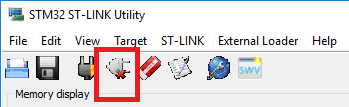 STM32 ST-LINK Utility
File Edit View Target ST-LINK External Loader Help
SWV
Memory display